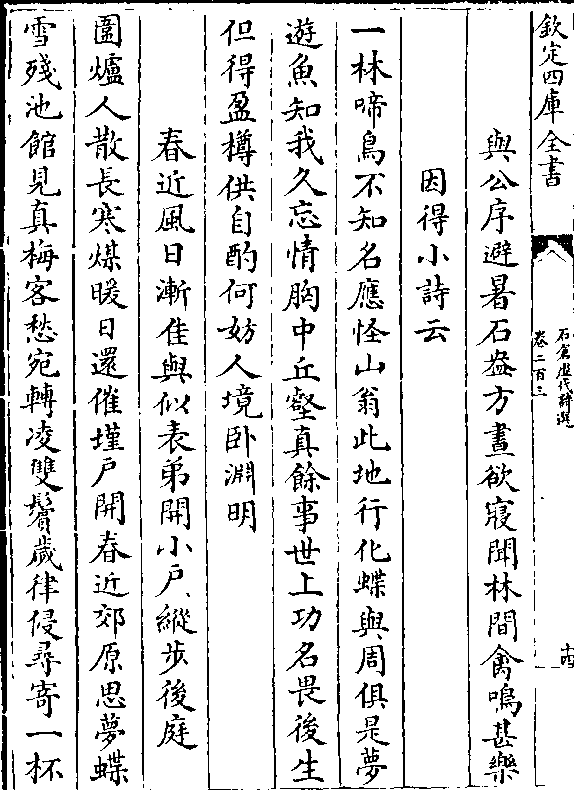 欽定四庫全書
石倉歷代詩選
卷二百三
十四
與公序避暑石盎方晝欲寢聞林間禽鳴甚樂
因得小詩云
一林啼鳥不知名應怪山翁此地行化蝶與周俱是夢
遊魚知我久忘情胸中丘壑真餘事世上功名畏後生
但得盈樽供自酌何妨人境卧淵明
春近風日漸佳與似表弟開小戶縱步後庭
圍爐人散長寒煤暖日還催墐戶開春近郊原思夢蝶
雪殘池館見真梅客愁宛轉凌雙鬢歲律侵尋寄一杯